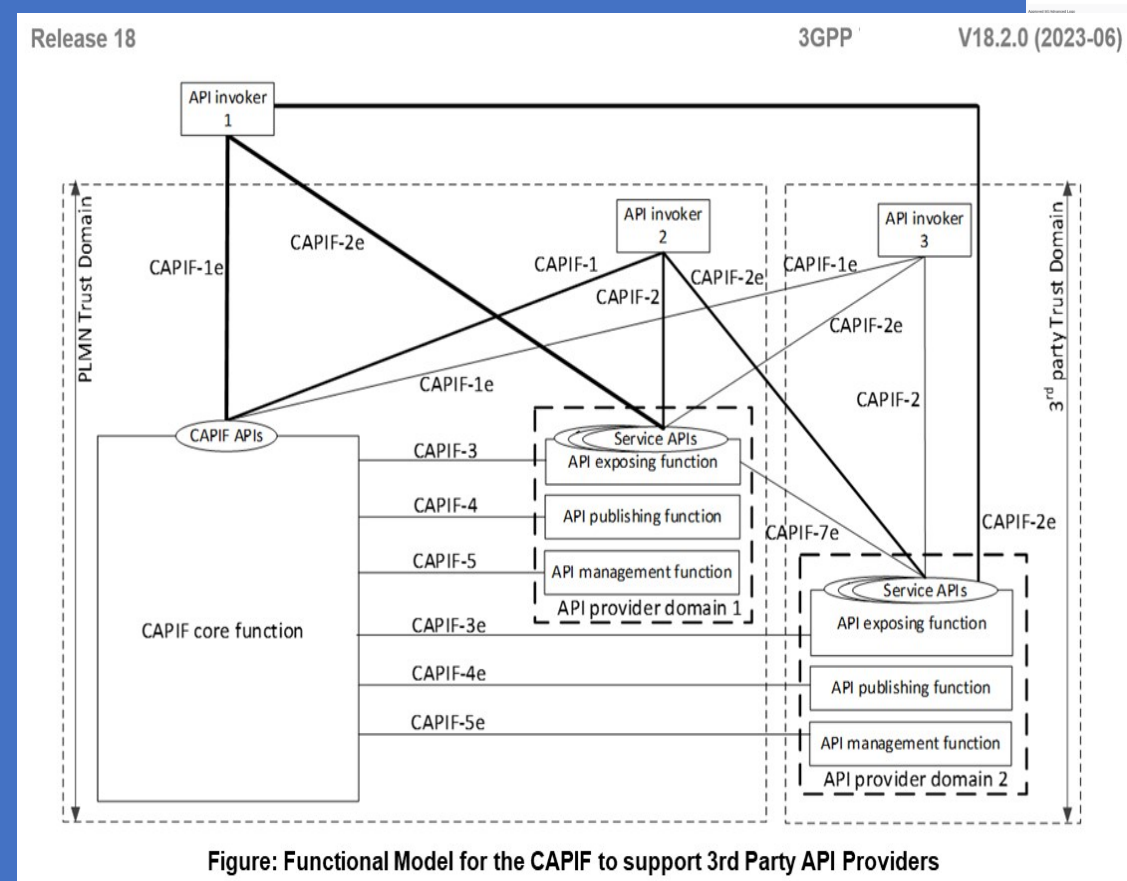 Release 18
3GPP
V18.2.0 (2023-06)
API invoker
1
PLMN Trust Domain
3rd party Trust Domain
API invoker
2
API invoker
3
CAPIF-1e
CAPIF-2e
CAPIF-1
CAPIF-2
CAPIF-2e
CAPIF-1e
CAPIF-2e
CAPIF-1e
CAPIF-2
CAPIF APIs
CAPIF core function
CAPIF-3
CAPIF-4
CAPIF-5
CAPIF-3e
CAPIF-4e
CAPIF-5e
Service APIs
API exposing function
API publishing function
API management function
API provider domain 1
CAPIF-7e
CAPIF-2e
Service APIs
API exposing function
API publishing function
API management function
API provider domain 2
Figure: Functional Model for the CAPIF to support 3rd Party API Providers